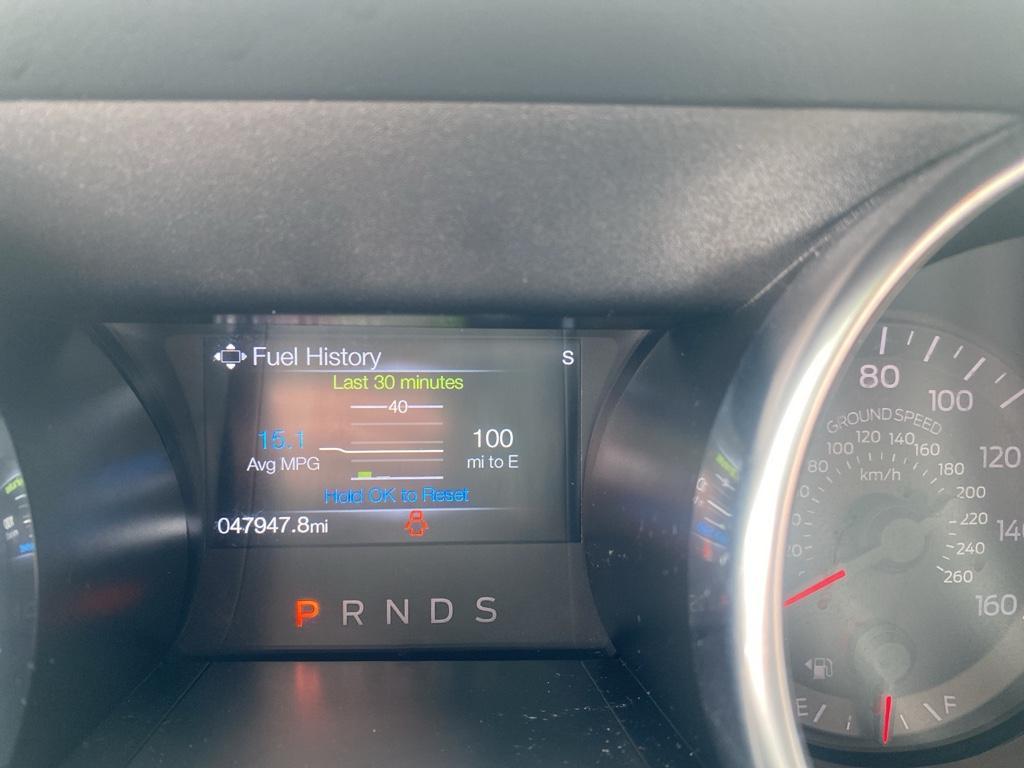 Fuel History S
Last 30 minutes
40
15.1 100
Avg MPG mi to E
Hold OK to Reset
047947.8mi
P R N D S
80
100
120
160
GROUND SPEED
80 100 120 140 160 180 200 220 240 260
km/h
E F